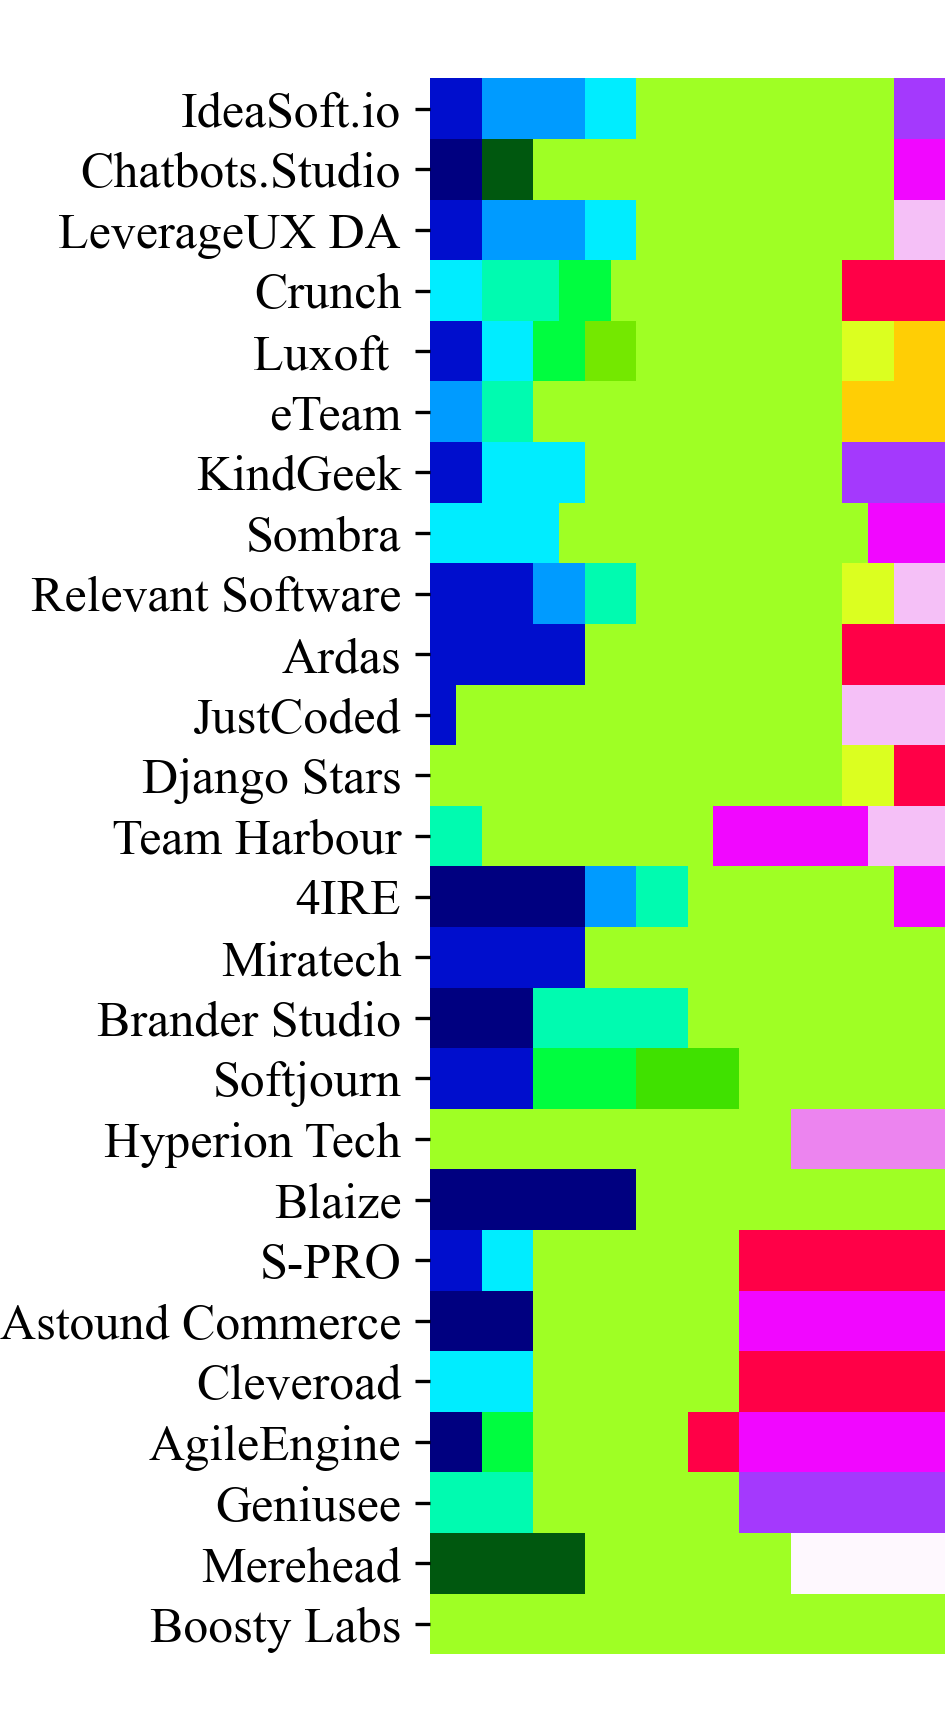 IdeaSoft.io
Chatbots.Studio
LeverageUX DA
Crunch
Luxoft
eTeam
KindGeek
Sombra
Relevant Software
Ardas
JustCoded
Django Stars
Team Harbour
4IRE
Miratech
Brander Studio
Softjourn
Hyperion Tech
Blaize
S-PRO
Astound Commerce
Cleveroad
AgileEngine
Geniusee
Merehead
Boosty Labs